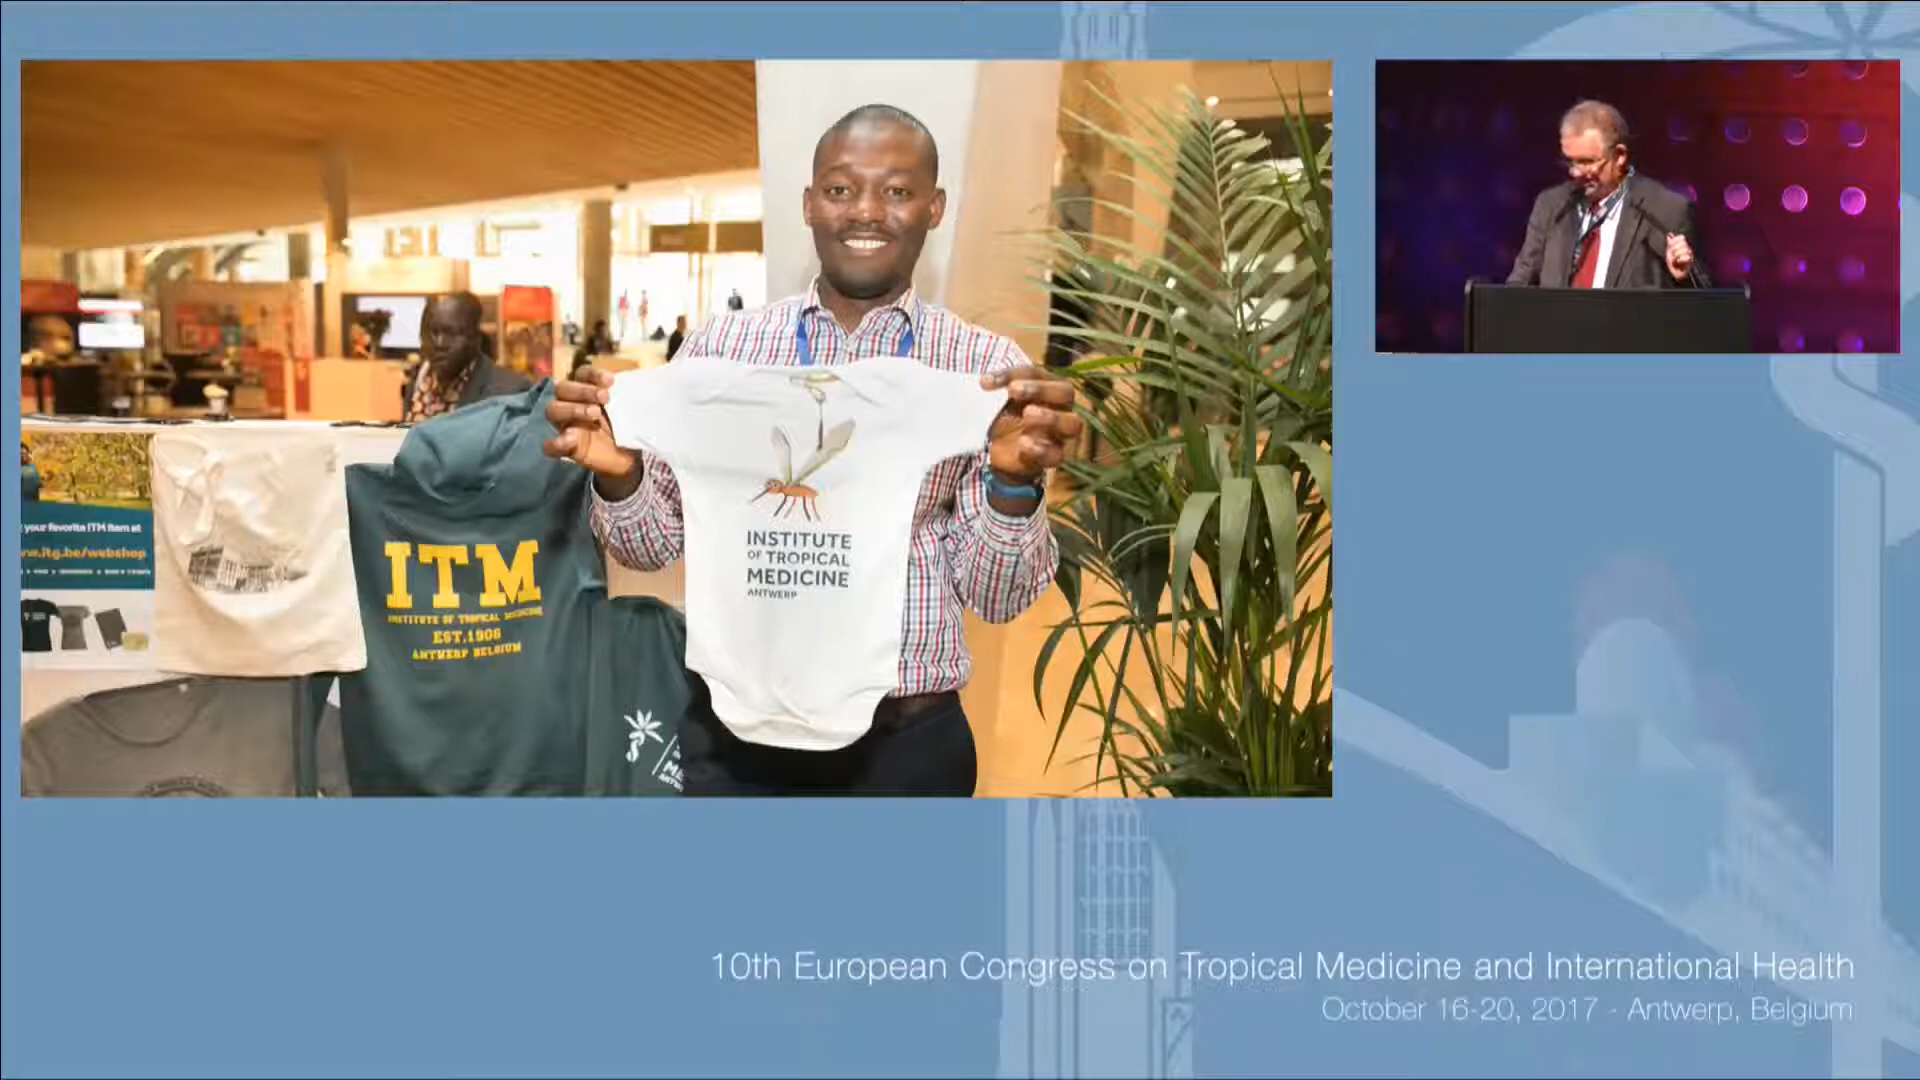 your favorite ITM item at
www.itg.be/webshop
ITM
INSTITUTE OF TROPICAL MEDICINE
EST.1906
ANTWERP BELGIUM
INSTITUTE
OF TROPICAL
MEDICINE
ANTWERP
10th European Congress on Tropical Medicine and International Health
October 16-20, 2017 - Antwerp, Belgium